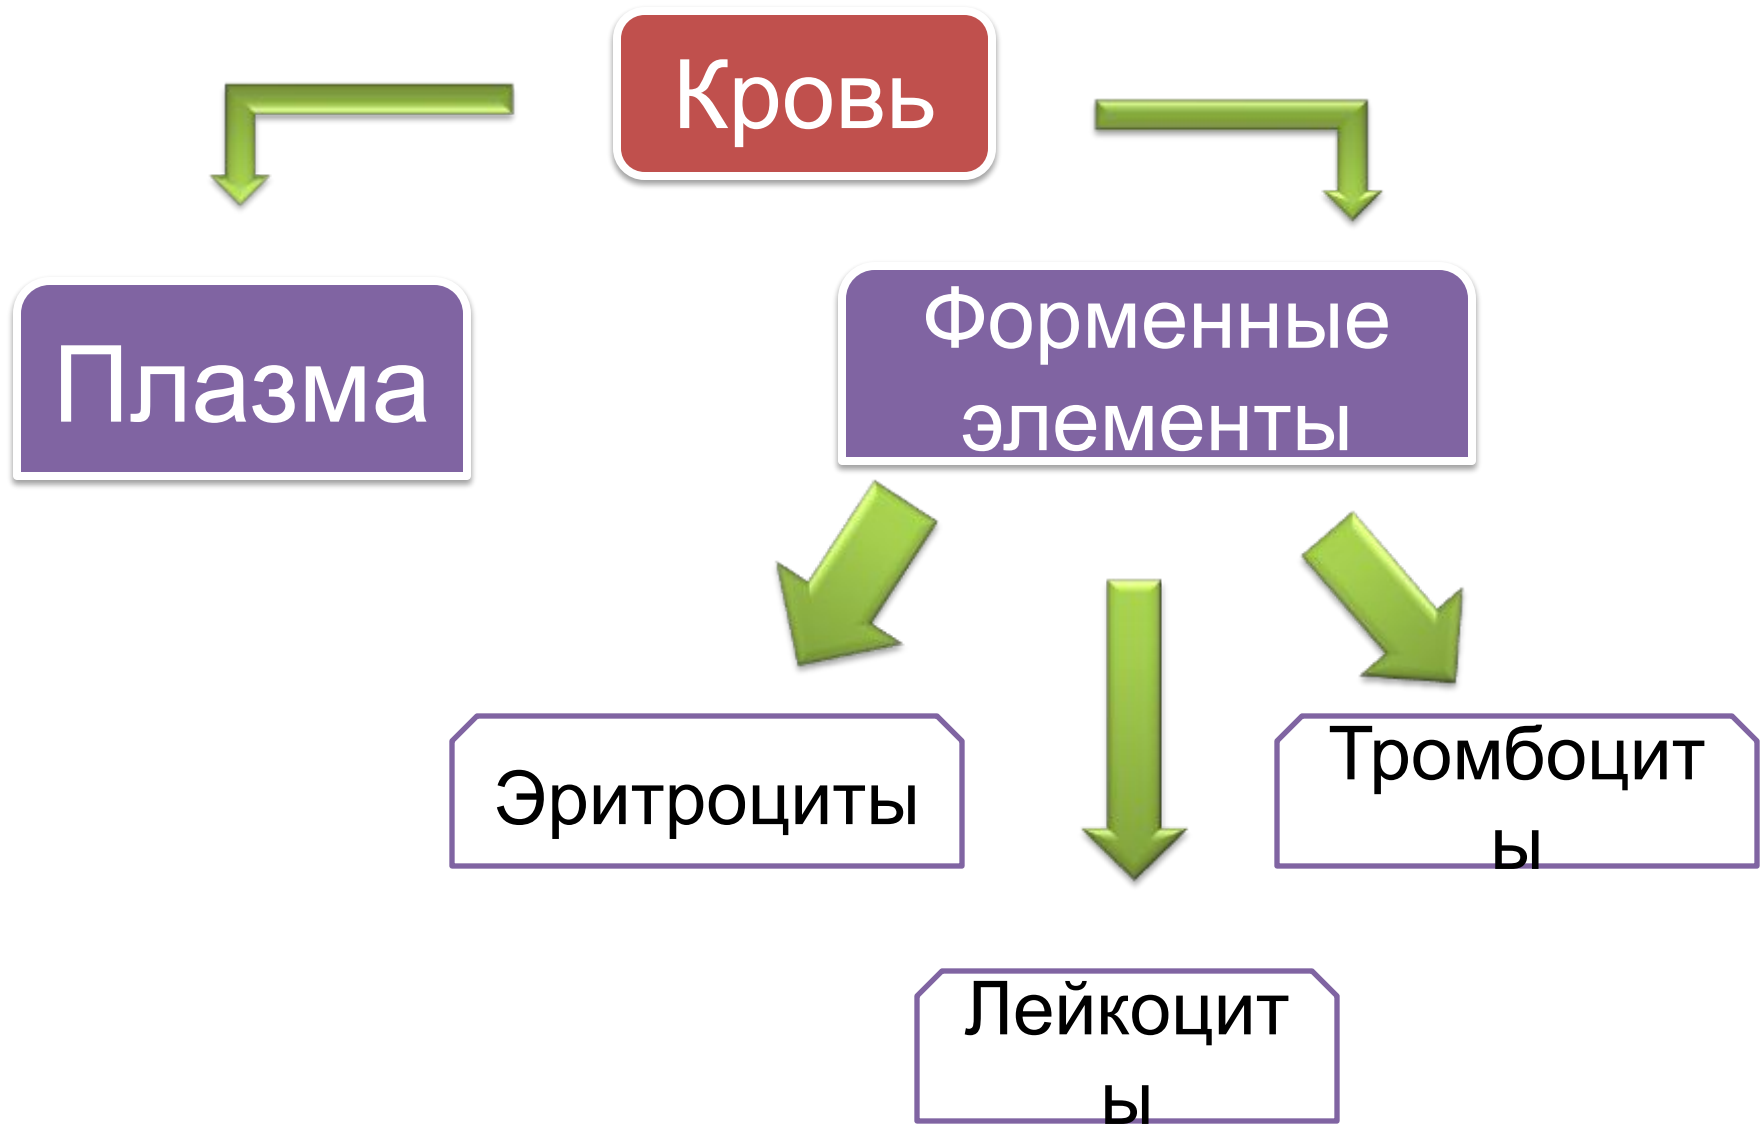 Кровь
Плазма
Форменные
элементы
Эритроциты
Тромбоцит
ы
Лейкоцит
ы